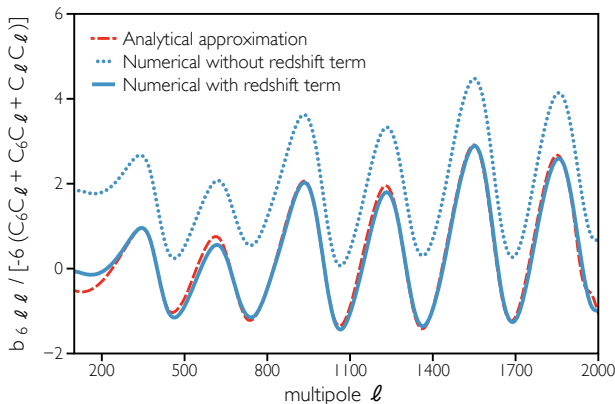 6
4
2
0
−2
b 6 ℓ ℓ / [-6 (C6Cℓ + C6Cℓ + CℓCℓ)]
Analytical approximation
Numerical without redshift term
Numerical with redshift term
200 500 800 1100 1400 1700 2000
multipole ℓ